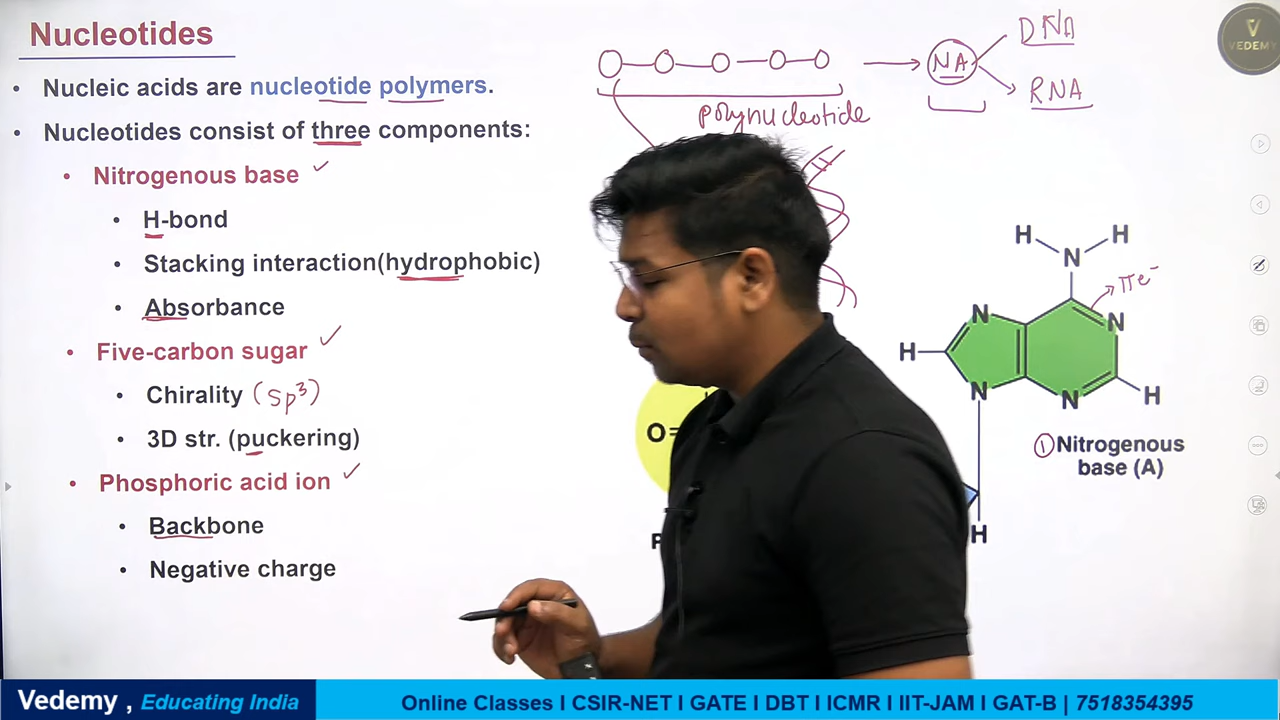 Nucleotides
• Nucleic acids are nucleotide polymers.
• Nucleotides consist of three components:
• Nitrogenous base ✓
• H-bond
• Stacking interaction(hydrophobic)
• Absorbance
• Five-carbon sugar ✓
• Chirality (sp³)
• 3D str. (puckering)
• Phosphoric acid ion ✓
• Backbone
• Negative charge
polynucleotide
NA
DNA
RNA
V
VEDEMY
H H
N
πe⁻
N N
H
N N H
O=
① Nitrogenous
base (A)
H
P
Vedemy , Educating India
Online Classes I CSIR-NET I GATE I DBT I ICMR I IIT-JAM I GAT-B | 7518354395